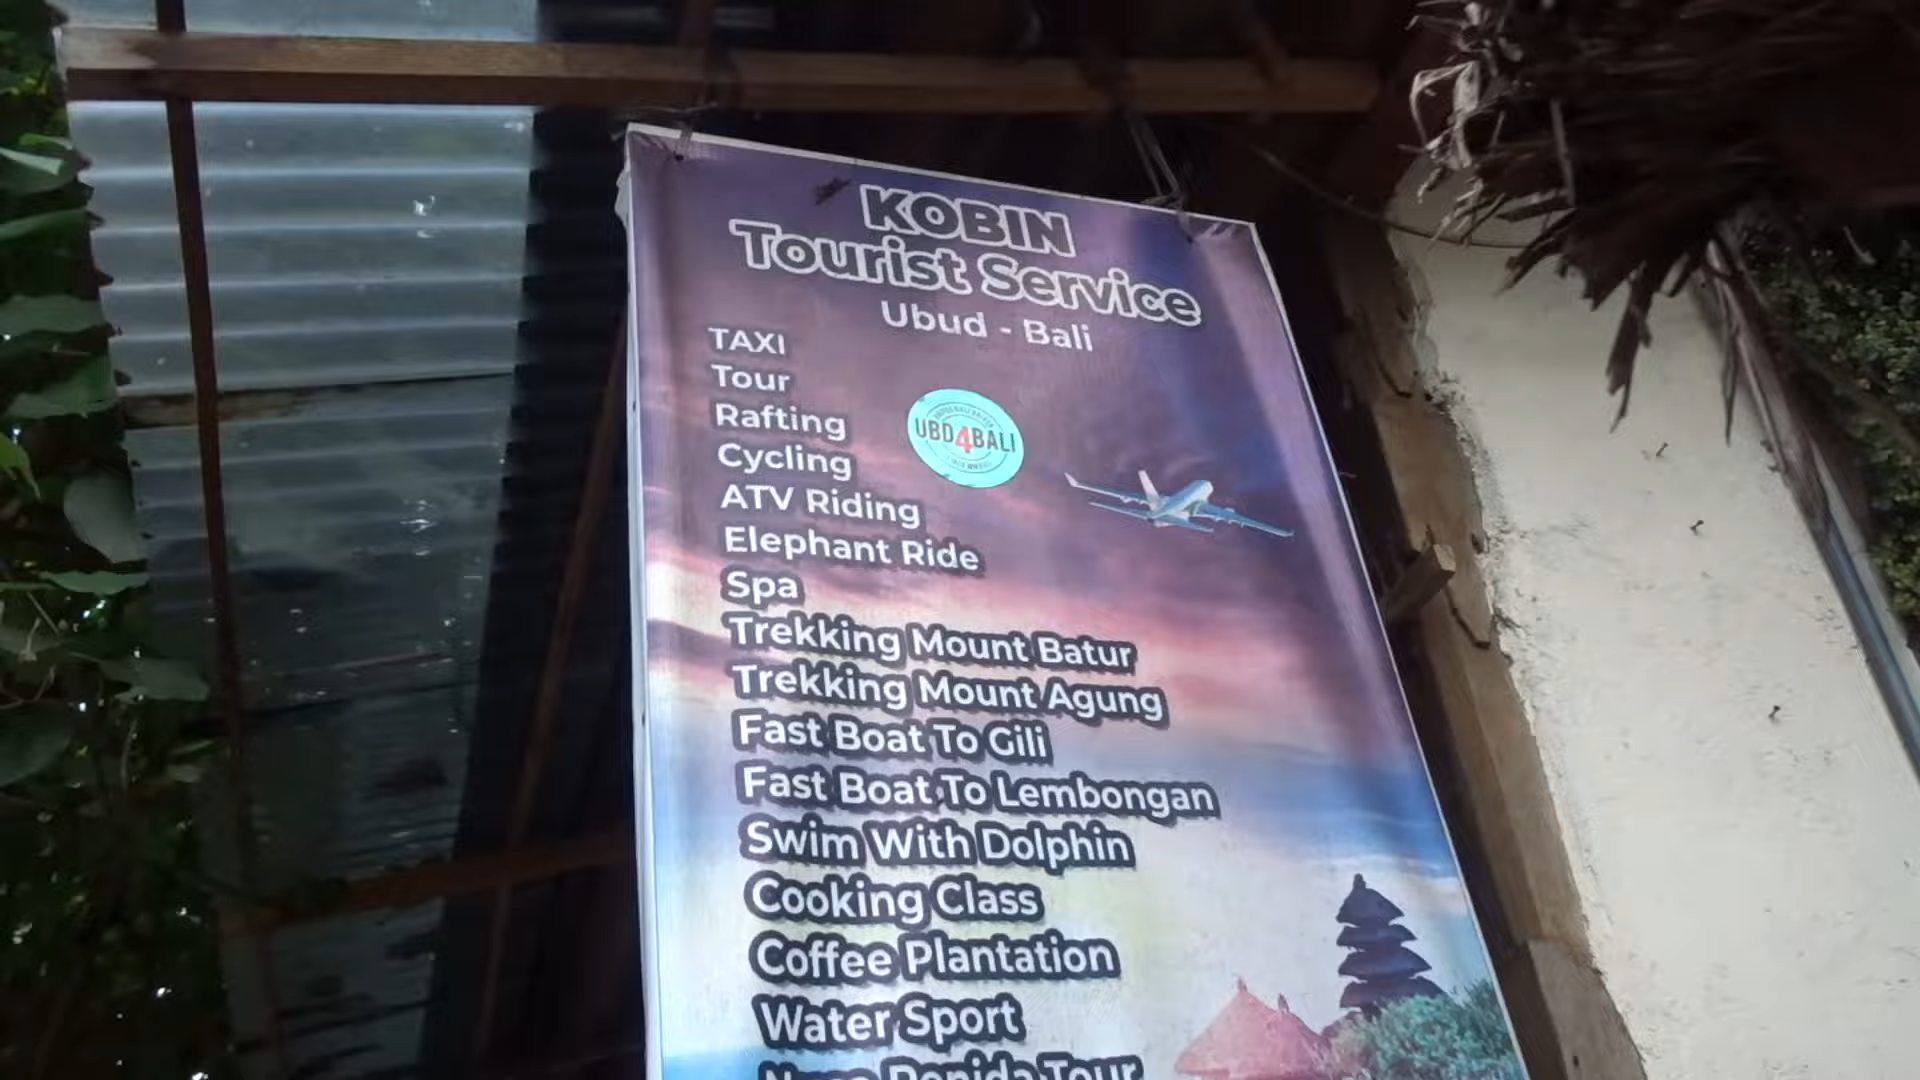 KOBIN
Tourist Service
Ubud - Bali
TAXI
Tour
Rafting
Cycling
ATV Riding
Elephant Ride
Spa
Trekking Mount Batur
Trekking Mount Agung
Fast Boat To Gili
Fast Boat To Lembongan
Swim With Dolphin
Cooking Class
Coffee Plantation
Water Sport
Penida Tour
UBD4BALI